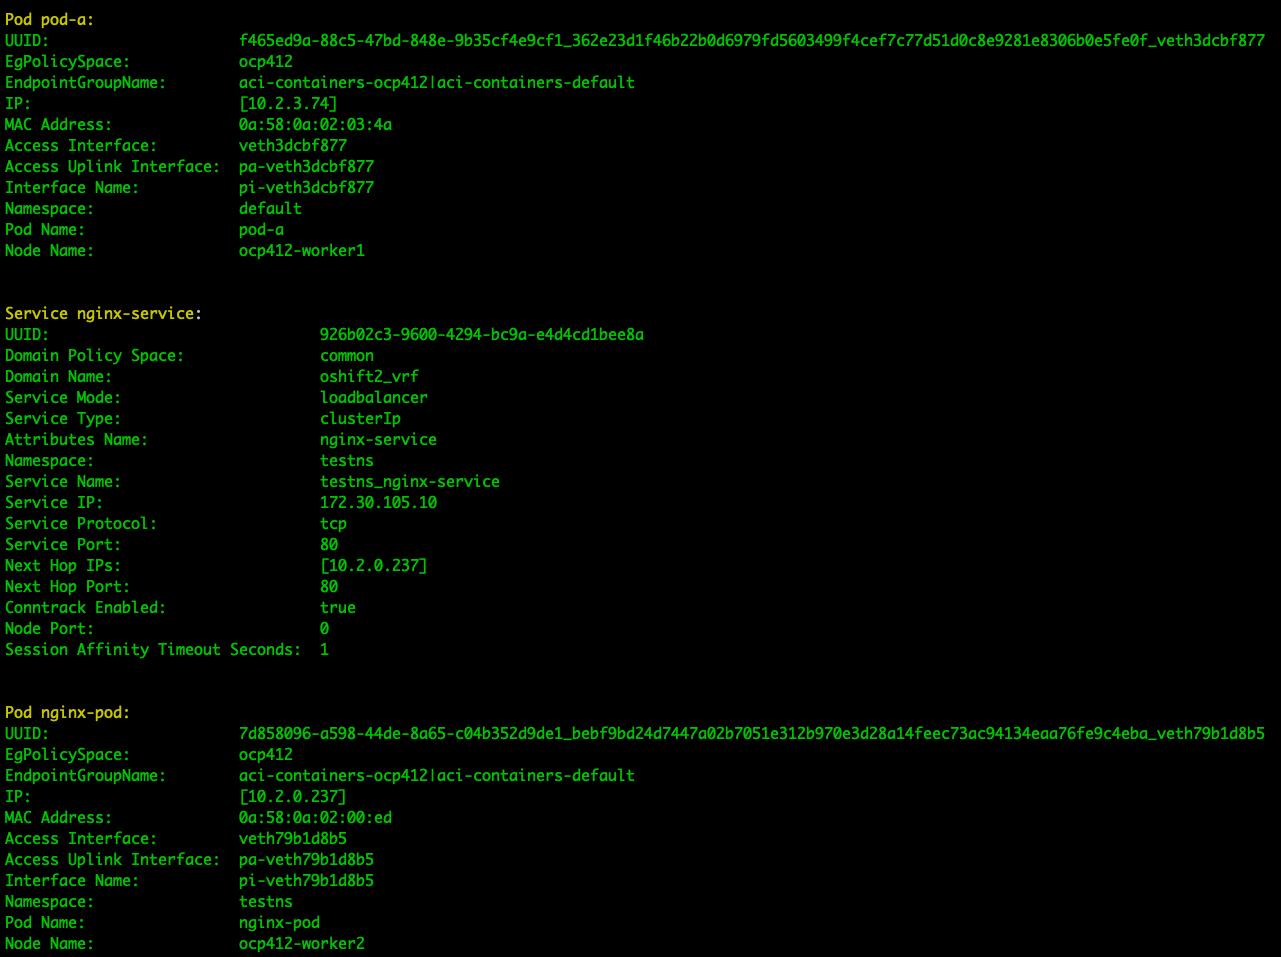 Pod pod-a:
UUID: f465ed9a-88c5-47bd-848e-9b35cf4e9cf1_362e23d1f46b22b0d6979fd5603499f4cef7c77d51d0c8e9281e8306b0e5fe0f_veth3dcbf877
EgPolicySpace: ocp412
EndpointGroupName: aci-containers-ocp412|aci-containers-default
IP: [10.2.3.74]
MAC Address: 0a:58:0a:02:03:4a
Access Interface: veth3dcbf877
Access Uplink Interface: pa-veth3dcbf877
Interface Name: pi-veth3dcbf877
Namespace: default
Pod Name: pod-a
Node Name: ocp412-worker1
Service nginx-service:
UUID: 926b02c3-9600-4294-bc9a-e4d4cd1bee8a
Domain Policy Space: common
Domain Name: oshift2_vrf
Service Mode: loadbalancer
Service Type: clusterIp
Attributes Name: nginx-service
Namespace: testns
Service Name: testns_nginx-service
Service IP: 172.30.105.10
Service Protocol: tcp
Service Port: 80
Next Hop IPs: [10.2.0.237]
Next Hop Port: 80
Conntrack Enabled: true
Node Port: 0
Session Affinity Timeout Seconds: 1
Pod nginx-pod:
UUID: 7d858096-a598-44de-8a65-c04b352d9de1_bebf9bd24d7447a02b7051e312b970e3d28a14feec73ac94134eaa76fe9c4eba_veth79b1d8b5
EgPolicySpace: ocp412
EndpointGroupName: aci-containers-ocp412|aci-containers-default
IP: [10.2.0.237]
MAC Address: 0a:58:0a:02:00:ed
Access Interface: veth79b1d8b5
Access Uplink Interface: pa-veth79b1d8b5
Interface Name: pi-veth79b1d8b5
Namespace: testns
Pod Name: nginx-pod
Node Name: ocp412-worker2